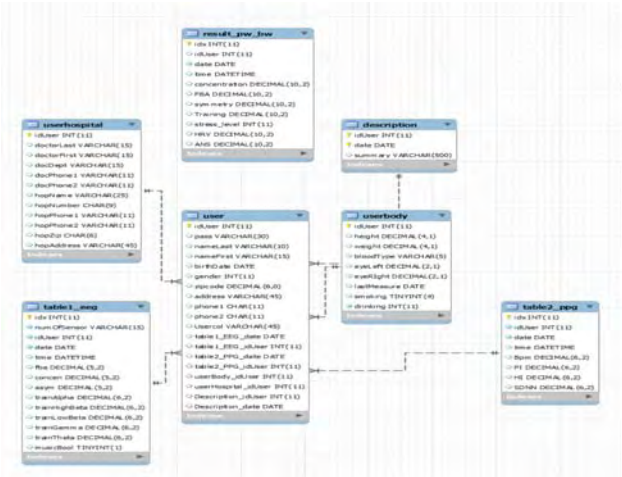 result_pw_bw
idx INT(11)
idUser INT(11)
date DATE
time DATETIME
concentration DECIMAL(10,2)
FBA DECIMAL(10,2)
symmetry DECIMAL(10,2)
Training DECIMAL(10,2)
stress_level INT(11)
HRV DECIMAL(10,2)
ANS DECIMAL(10,2)
Indexes
userhospital
idUser INT(11)
doctorLast VARCHAR(15)
doctorFirst VARCHAR(15)
docDept VARCHAR(15)
docPhone1 VARCHAR(11)
docPhone2 VARCHAR(11)
hopName VARCHAR(25)
hopNumber CHAR(9)
hopPhone1 VARCHAR(11)
hopPhone2 VARCHAR(11)
hopZip CHAR(6)
hopAddress VARCHAR(45)
Indexes
description
idUser INT(11)
date DATE
summary VARCHAR(500)
Indexes
user
idUser INT(11)
pass VARCHAR(30)
nameLast VARCHAR(10)
nameFirst VARCHAR(15)
birthDate DATE
gender INT(11)
zipcode DECIMAL(6,0)
address VARCHAR(45)
phone1 CHAR(11)
phone2 CHAR(11)
Usercol VARCHAR(45)
table1_EEG_date DATE
table1_EEG_idUser INT(11)
table2_PPG_date DATE
table2_PPG_idUser INT(11)
userBody_idUser INT(11)
userHospital_idUser INT(11)
Description_idUser INT(11)
Description_date DATE
Indexes
userbody
idUser INT(11)
height DECIMAL(4,1)
weight DECIMAL(4,1)
bloodType VARCHAR(5)
eyeLeft DECIMAL(2,1)
eyeRight DECIMAL(2,1)
lastMeasure DATE
smoking TINYINT(4)
drinking INT(11)
Indexes
table1_eeg
idx INT(11)
numOfSensor VARCHAR(15)
idUser INT(11)
date DATE
time DATETIME
fba DECIMAL(5,2)
concen DECIMAL(5,2)
asym DECIMAL(5,2)
trainAlpha DECIMAL(6,2)
trainHighBeta DECIMAL(6,2)
trainLowBeta DECIMAL(6,2)
trainGamma DECIMAL(6,2)
trainTheta DECIMAL(6,2)
TINYINT(1)
Indexes
table2_ppg
idx INT(11)
idUser INT(11)
date DATE
time DATETIME
Bpm DECIMAL(6,2)
PI DECIMAL(6,2)
HI DECIMAL(6,2)
SDNN DECIMAL(6,2)
Indexes